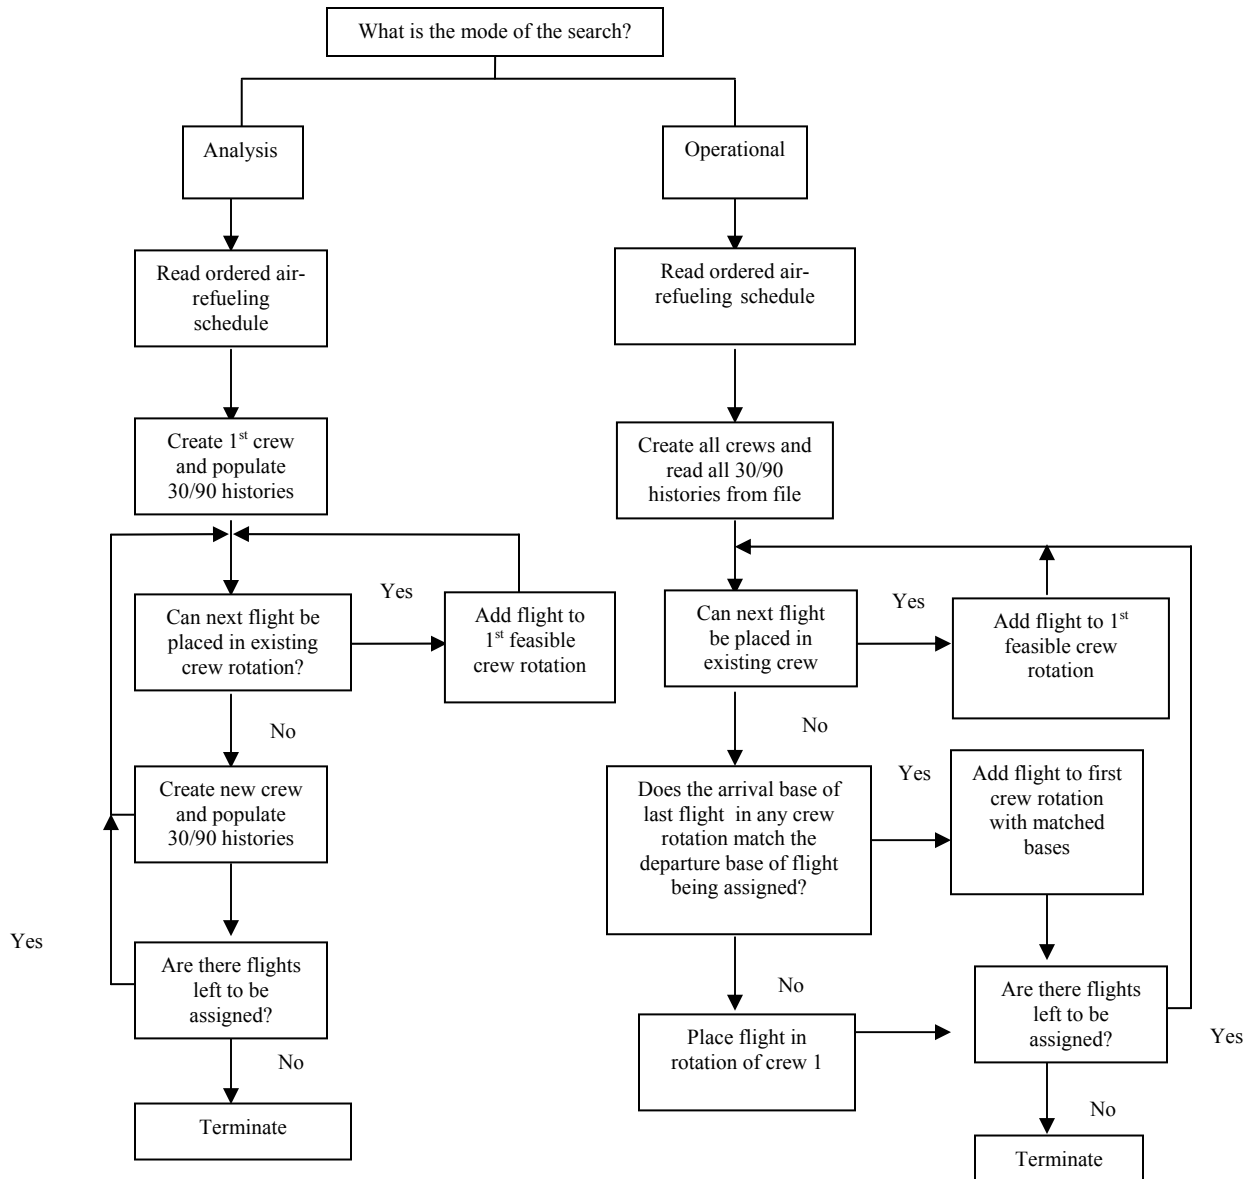 What is the mode of the search?
Analysis
Operational
Read ordered air-
refueling
schedule
Read ordered air-
refueling schedule
Create 1st crew
and populate
30/90 histories
Create all crews and
read all 30/90
histories from file
Can next flight be
placed in existing
crew rotation?
Yes
Add flight to
1st feasible
crew rotation
Can next flight
be placed in
existing crew
Yes
Add flight to 1st
feasible crew
rotation
No
No
Create new crew
and populate
30/90 histories
Does the arrival base of
last flight in any crew
rotation match the
departure base of flight
being assigned?
Yes
Add flight to first
crew rotation
with matched
bases
Yes
Are there flights
left to be
assigned?
No
No
Place flight in
rotation of crew 1
Are there flights
left to be
assigned?
Yes
No
Terminate
Terminate